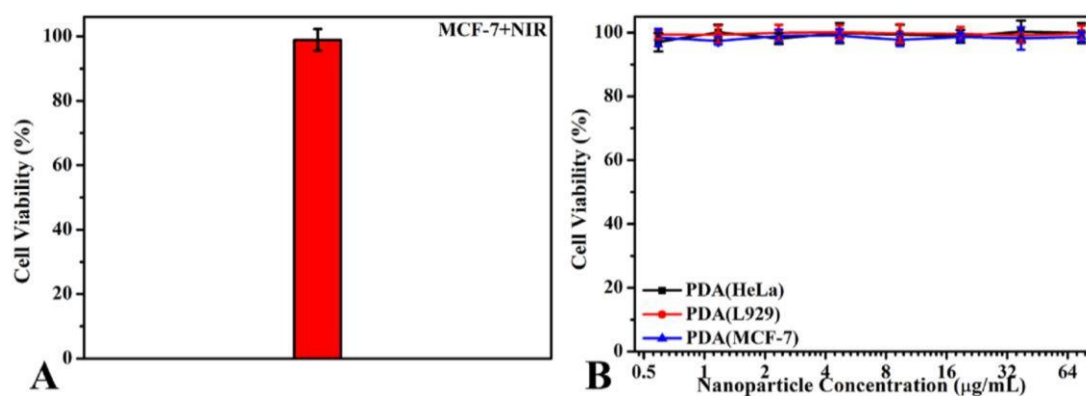 MCF-7+NIR
100
80
60
40
20
0
Cell Viability (%)
A
100
80
60
40
20
0
Cell Viability (%)
PDA(HeLa)
PDA(L929)
PDA(MCF-7)
0.5 1 2 4 8 16 32 64
Nanoparticle Concentration (μg/mL)
B